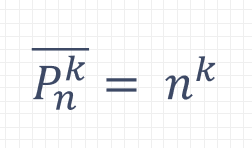 $\overline{P_n^k} = n^k$